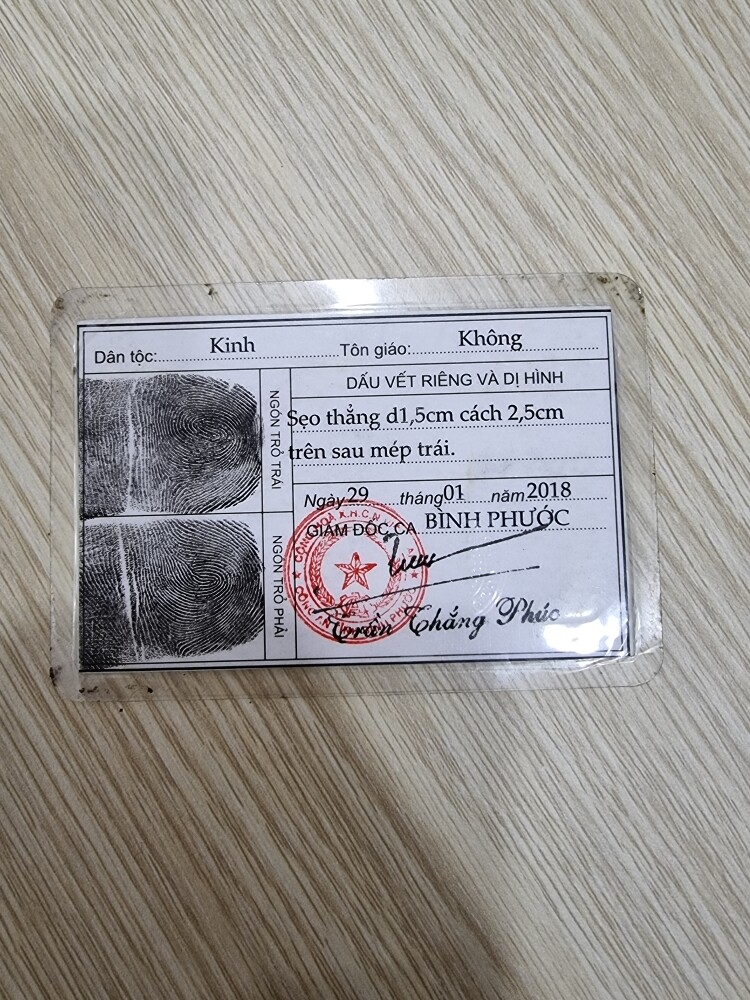 Dân tộc: Kinh Tôn giáo: Không
NGÓN TRỎ TRÁI
NGÓN TRỎ PHẢI
DẤU VẾT RIÊNG VÀ DỊ HÌNH
Sẹo thẳng d1,5cm cách 2,5cm
trên sau mép trái.
Ngày 29 tháng 01 năm 2018
GIÁM ĐỐC CA BÌNH PHƯỚC
CỘNG HÒA X.H.C.N
Trần Thắng Phúc